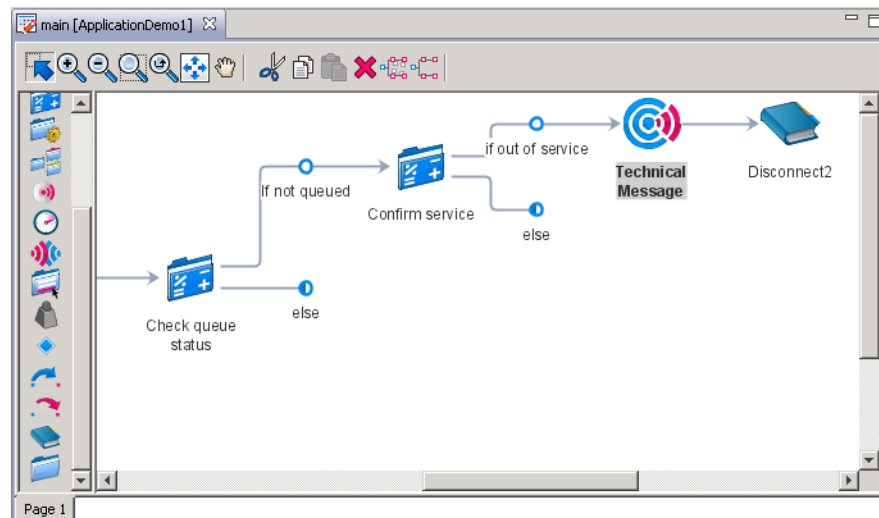 main [ApplicationDemo1]
if out of service
Technical
Message
Disconnect2
If not queued
Confirm service
else
Check queue
status
else
Page 1